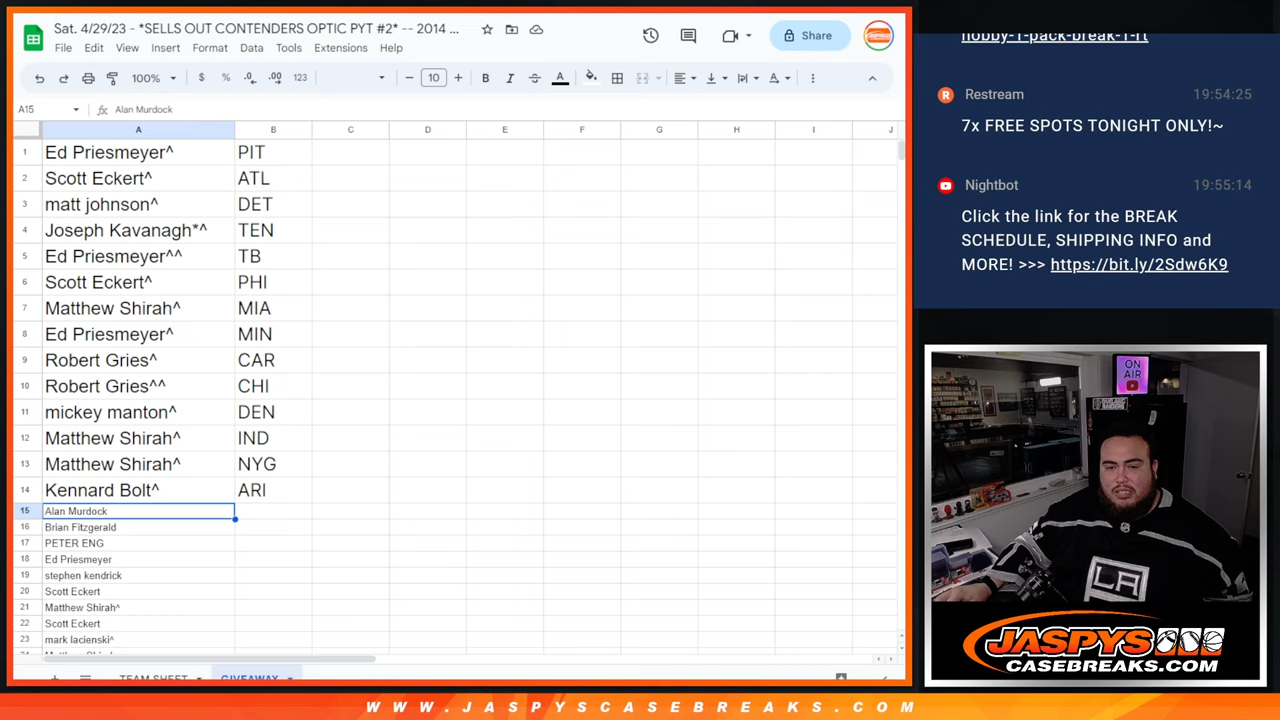 Sat. 4/29/23 - *SELLS OUT CONTENDERS OPTIC PYT #2* -- 2014 ...
File Edit View Insert Format Data Tools Extensions Help
Share
100% $ % .0 .00 123 10 B I A
A15 fx Alan Murdock
A B C D E F G H I J
1 Ed Priesmeyer^ PIT
2 Scott Eckert^ ATL
3 matt johnson^ DET
4 Joseph Kavanagh*^ TEN
5 Ed Priesmeyer^^ TB
6 Scott Eckert^ PHI
7 Matthew Shirah^ MIA
8 Ed Priesmeyer^ MIN
9 Robert Gries^ CAR
10 Robert Gries^^ CHI
11 mickey manton^ DEN
12 Matthew Shirah^ IND
13 Matthew Shirah^ NYG
14 Kennard Bolt^ ARI
15 Alan Murdock
16 Brian Fitzgerald
17 PETER ENG
18 Ed Priesmeyer
19 stephen kendrick
20 Scott Eckert
21 Matthew Shirah^
22 Scott Eckert
23 mark lacienski^
TEAM SHEET GIVEAWAY
hobby-1-pack-break-1-rt
Restream 19:54:25
7x FREE SPOTS TONIGHT ONLY!~
Nightbot 19:55:14
Click the link for the BREAK
SCHEDULE, SHIPPING INFO and
MORE! >>> https://bit.ly/2Sdw6K9
ON
AIR
LA
JASPYS
CASEBREAKS.COM
WWW.JASPYSCASEBREAKS.COM